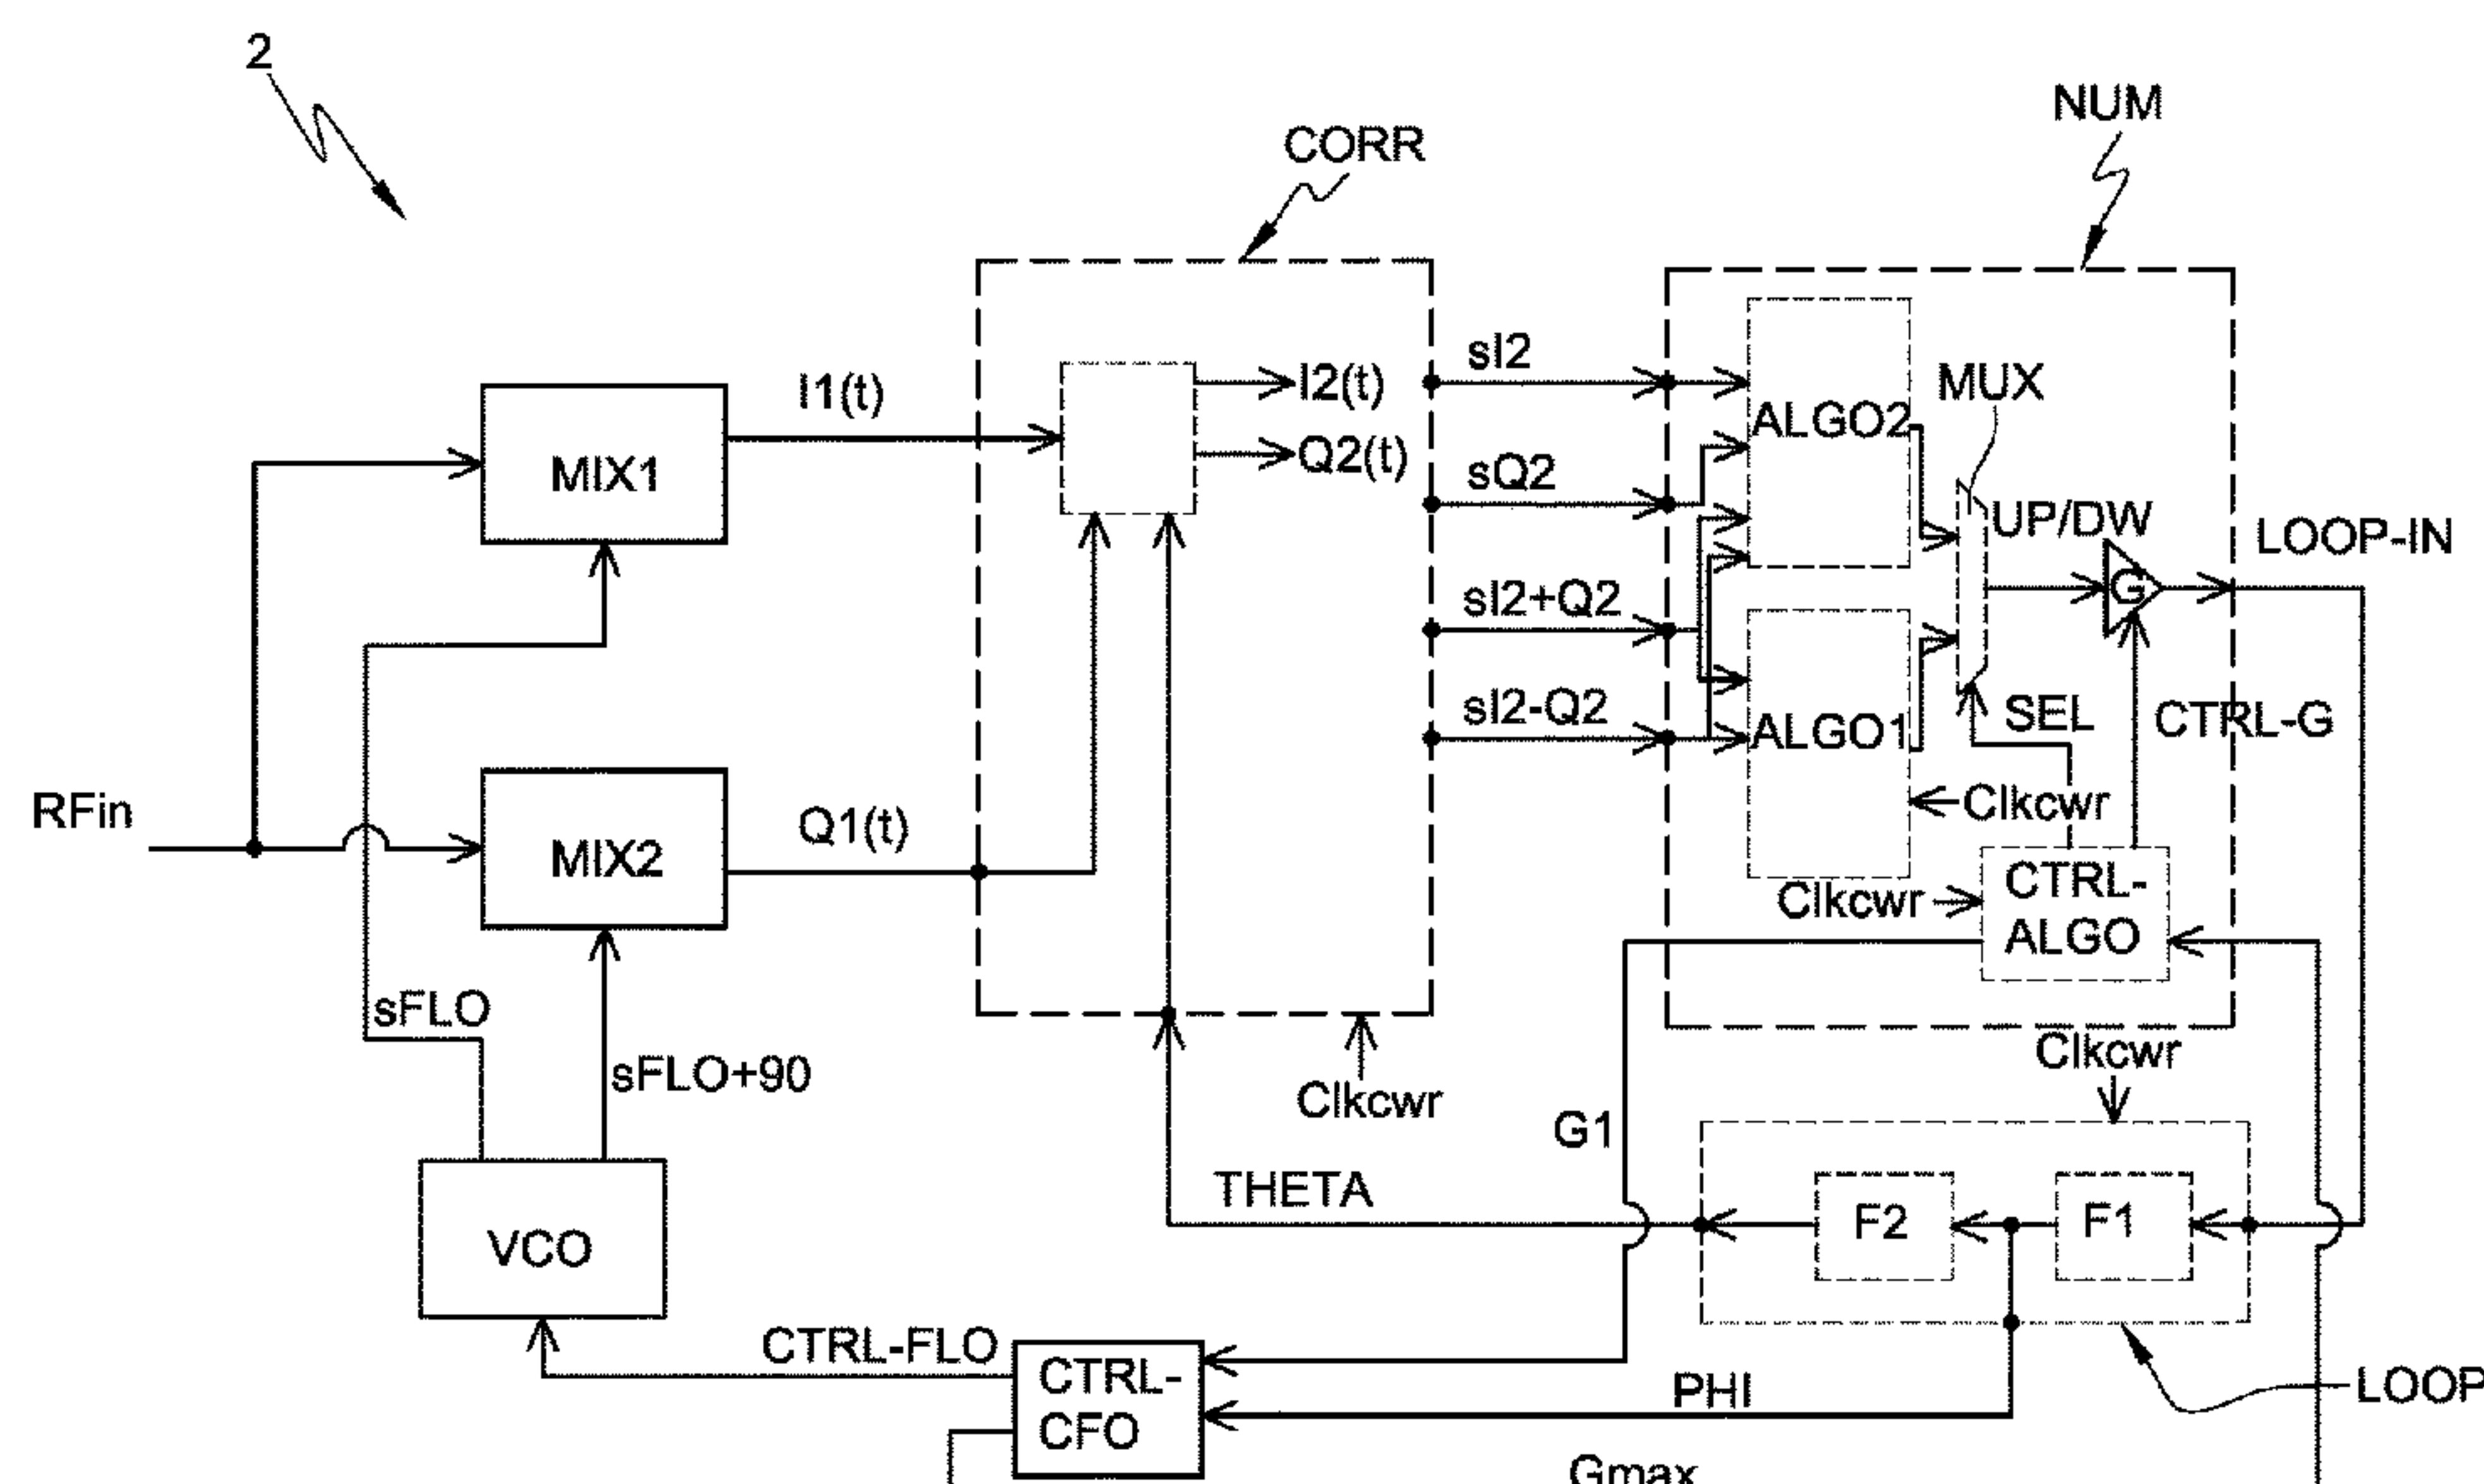 2
NUM
CORR
sI2
I1(t)
I2(t)
MUX
ALGO2
Q2(t)
sQ2
MIX1
UP/DW
LOOP-IN
G
sI2+Q2
sI2-Q2
SEL
CTRL-G
ALGO1
RFin
Q1(t)
Clkcwr
MIX2
CTRL-
ALGO
Clkcwr
sFLO
sFLO+90
Clkcwr
Clkcwr
G1
THETA
F2
F1
VCO
CTRL-FLO
CTRL-
CFO
PHI
LOOP
Gmax